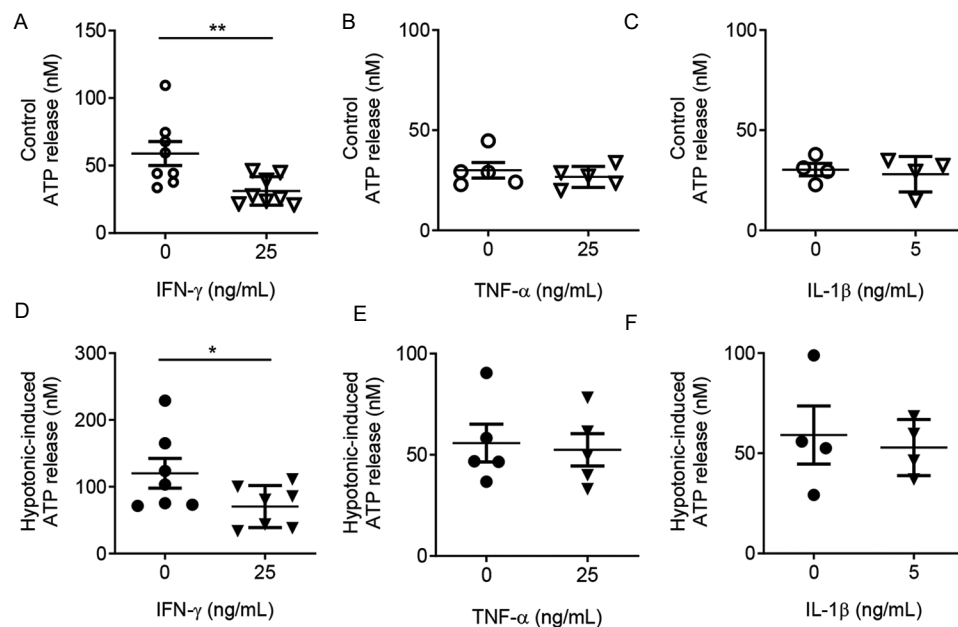 A
150
100
50
0
Control
ATP release (nM)
**
0 25
IFN-γ (ng/mL)
B
100
50
0
Control
ATP release (nM)
0 25
TNF-α (ng/mL)
C
100
50
0
Control
ATP release (nM)
0 5
IL-1β (ng/mL)
D
300
200
100
0
Hypotonic-induced
ATP release (nM)
*
0 25
IFN-γ (ng/mL)
E
100
50
0
Hypotonic-induced
ATP release (nM)
0 25
TNF-α (ng/mL)
F
100
50
0
Hypotonic-induced
ATP release (nM)
0 5
IL-1β (ng/mL)